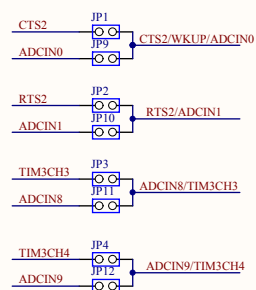 CTS2 JP1
CTS2/WKUP/ADCIN0
ADCIN0 JP9
RTS2 JP2
RTS2/ADCIN1
ADCIN1 JP10
TIM3CH3 JP3
ADCIN8/TIM3CH3
ADCIN8 JP11
TIM3CH4 JP4
ADCIN9/TIM3CH4
ADCIN9 JP12